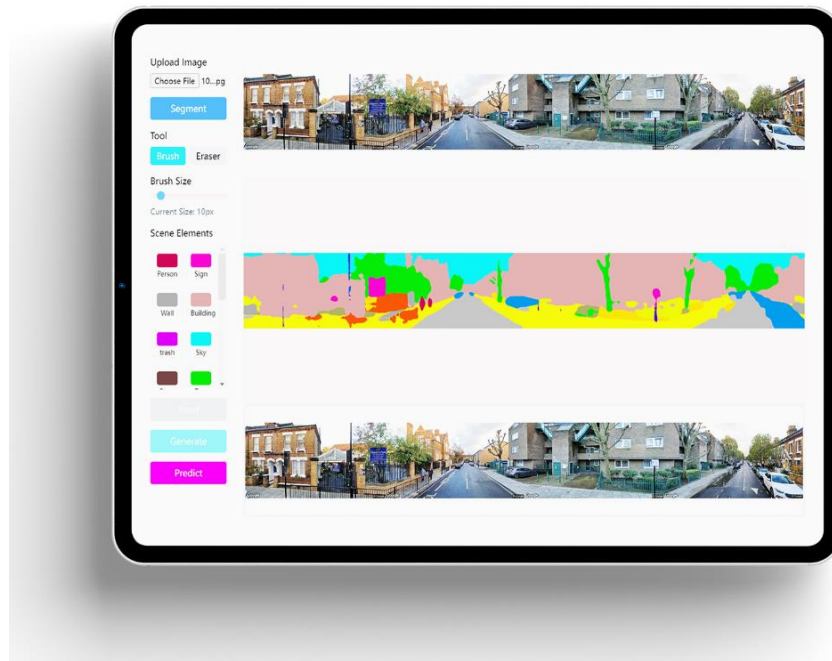 Upload Image
Choose File 10...pg
Segment
Tool
Brush Eraser
Brush Size
Current Size: 10px
Scene Elements
Person Sign
Wall Building
trash Sky
Generate
Predict